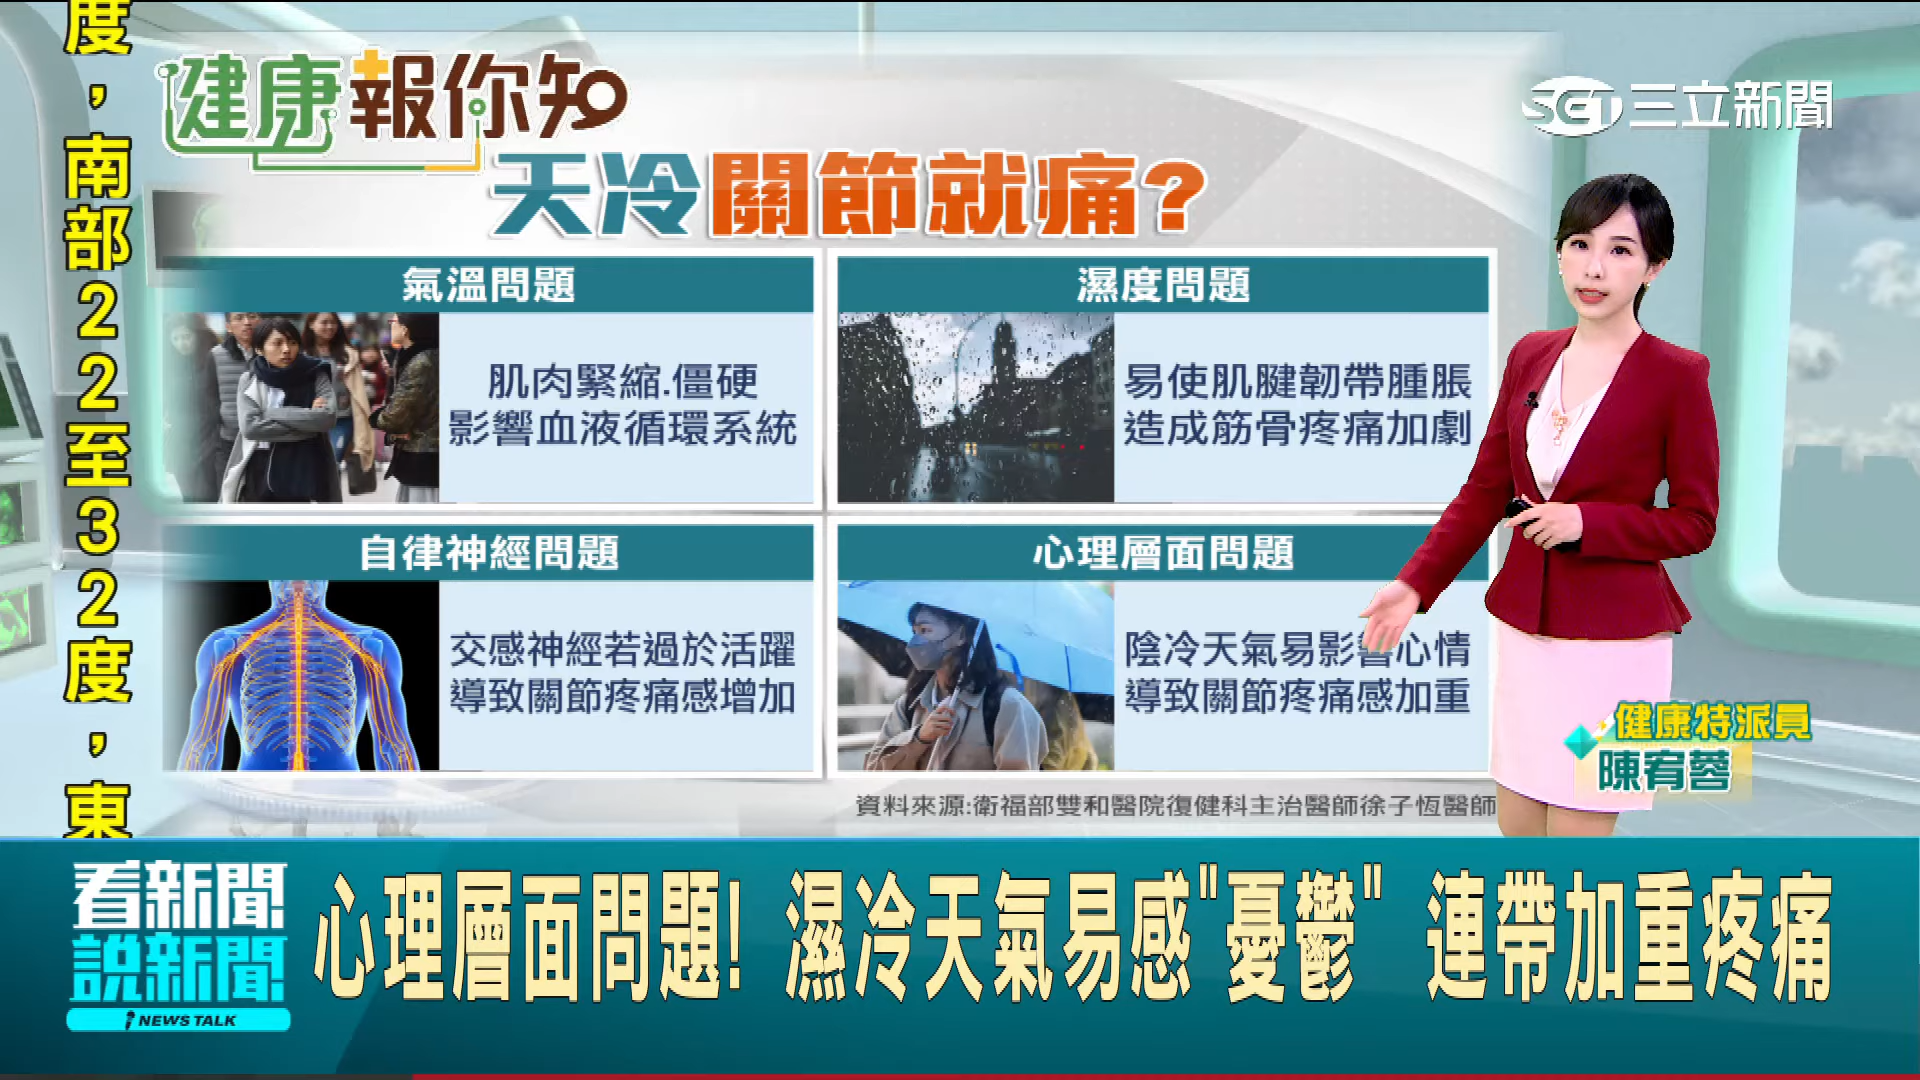 度，南部22至32度，東
健康報你知
SET三立新聞
天冷關節就痛?
氣溫問題
肌肉緊縮.僵硬
影響血液循環系統
濕度問題
易使肌腱韌帶腫脹
造成筋骨疼痛加劇
自律神經問題
交感神經若過於活躍
導致關節疼痛感增加
心理層面問題
陰冷天氣易影響心情
導致關節疼痛感加重
健康特派員
陳宥蓉
資料來源:衛福部雙和醫院復健科主治醫師徐子恆醫師
看新聞
說新聞
NEWS TALK
心理層面問題! 濕冷天氣易感"憂鬱" 連帶加重疼痛